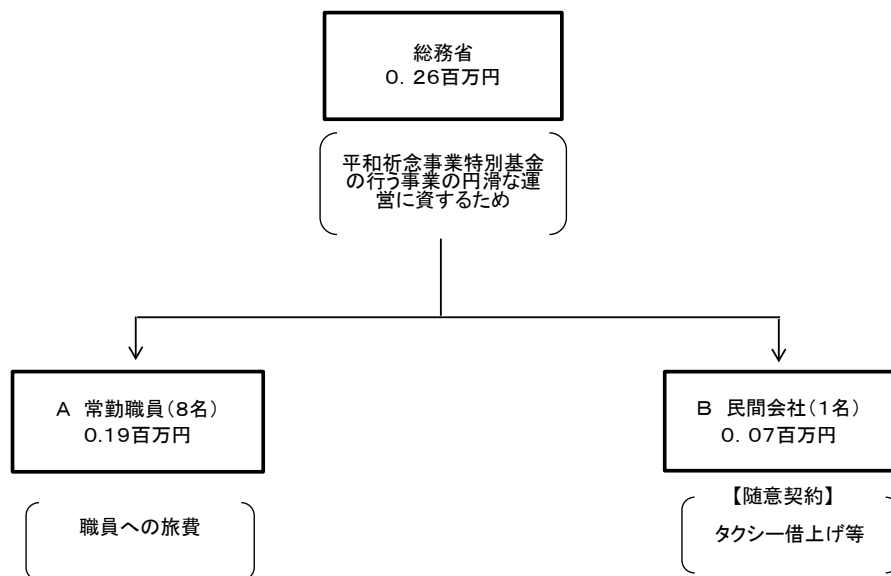 総務省
０．２６百万円
平和祈念事業特別基金
の行う事業の円滑な運
営に資するため
Ａ　常勤職員（８名）
０．１９百万円
職員への旅費
Ｂ　民間会社（１名）
０．０７百万円
【随意契約】
タクシー借上げ等